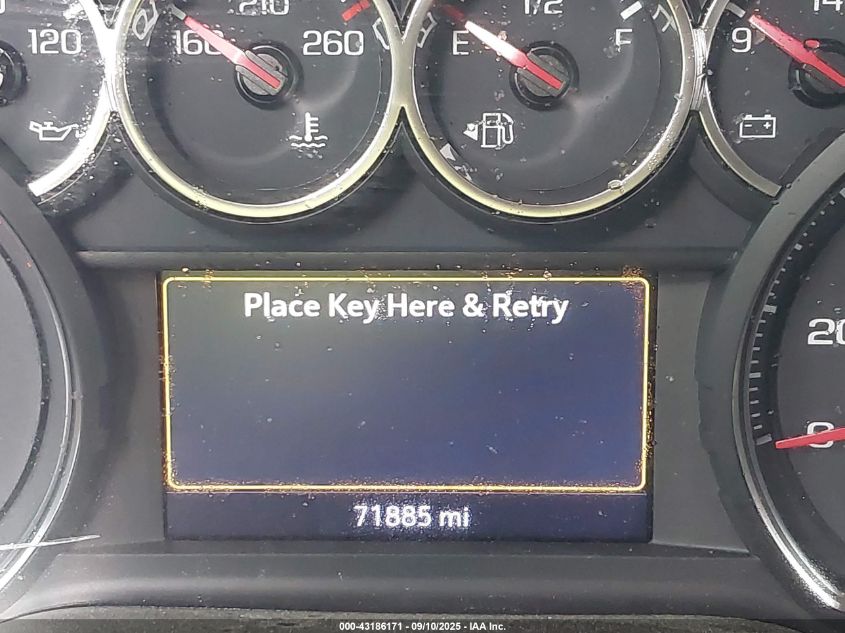 210 1/2 14
120 160 260 E F 9
Place Key Here & Retry
20
0
71885 mi
000-43186171 - 09/10/2025 - IAA Inc.